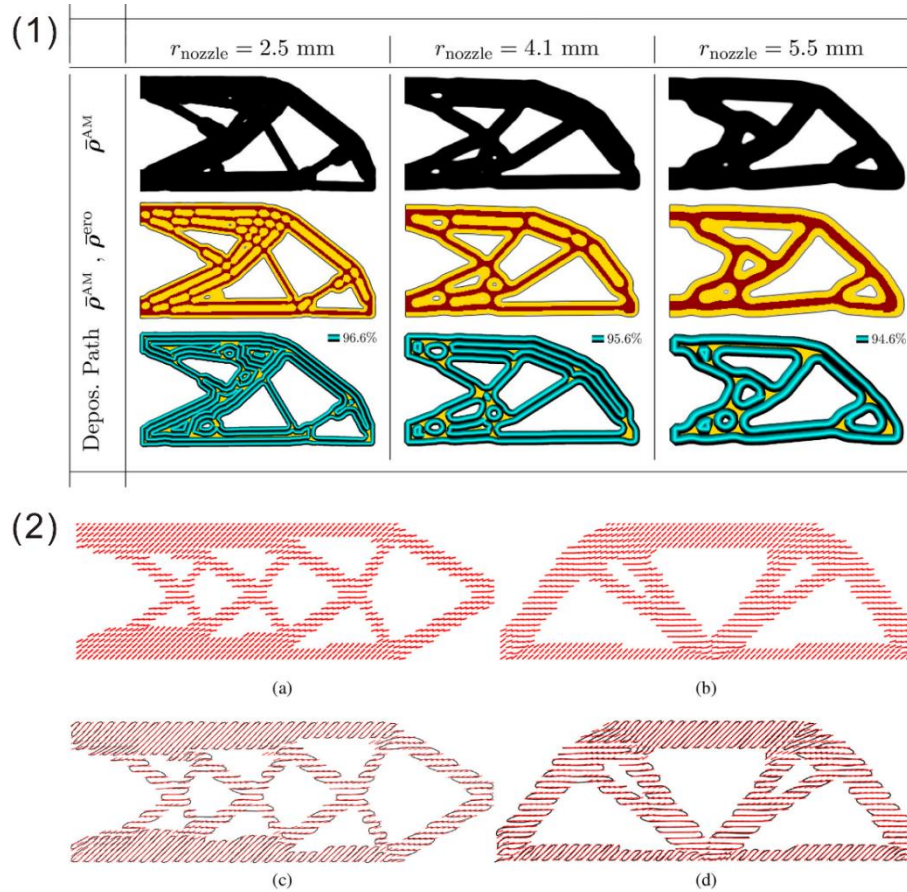 (1)
r_nozzle = 2.5 mm
r_nozzle = 4.1 mm
r_nozzle = 5.5 mm
ρ̄^AM
ρ̄^AM , ρ̄^ero
Depos. Path
96.6%
95.6%
94.6%
(2)
(a)
(b)
(c)
(d)